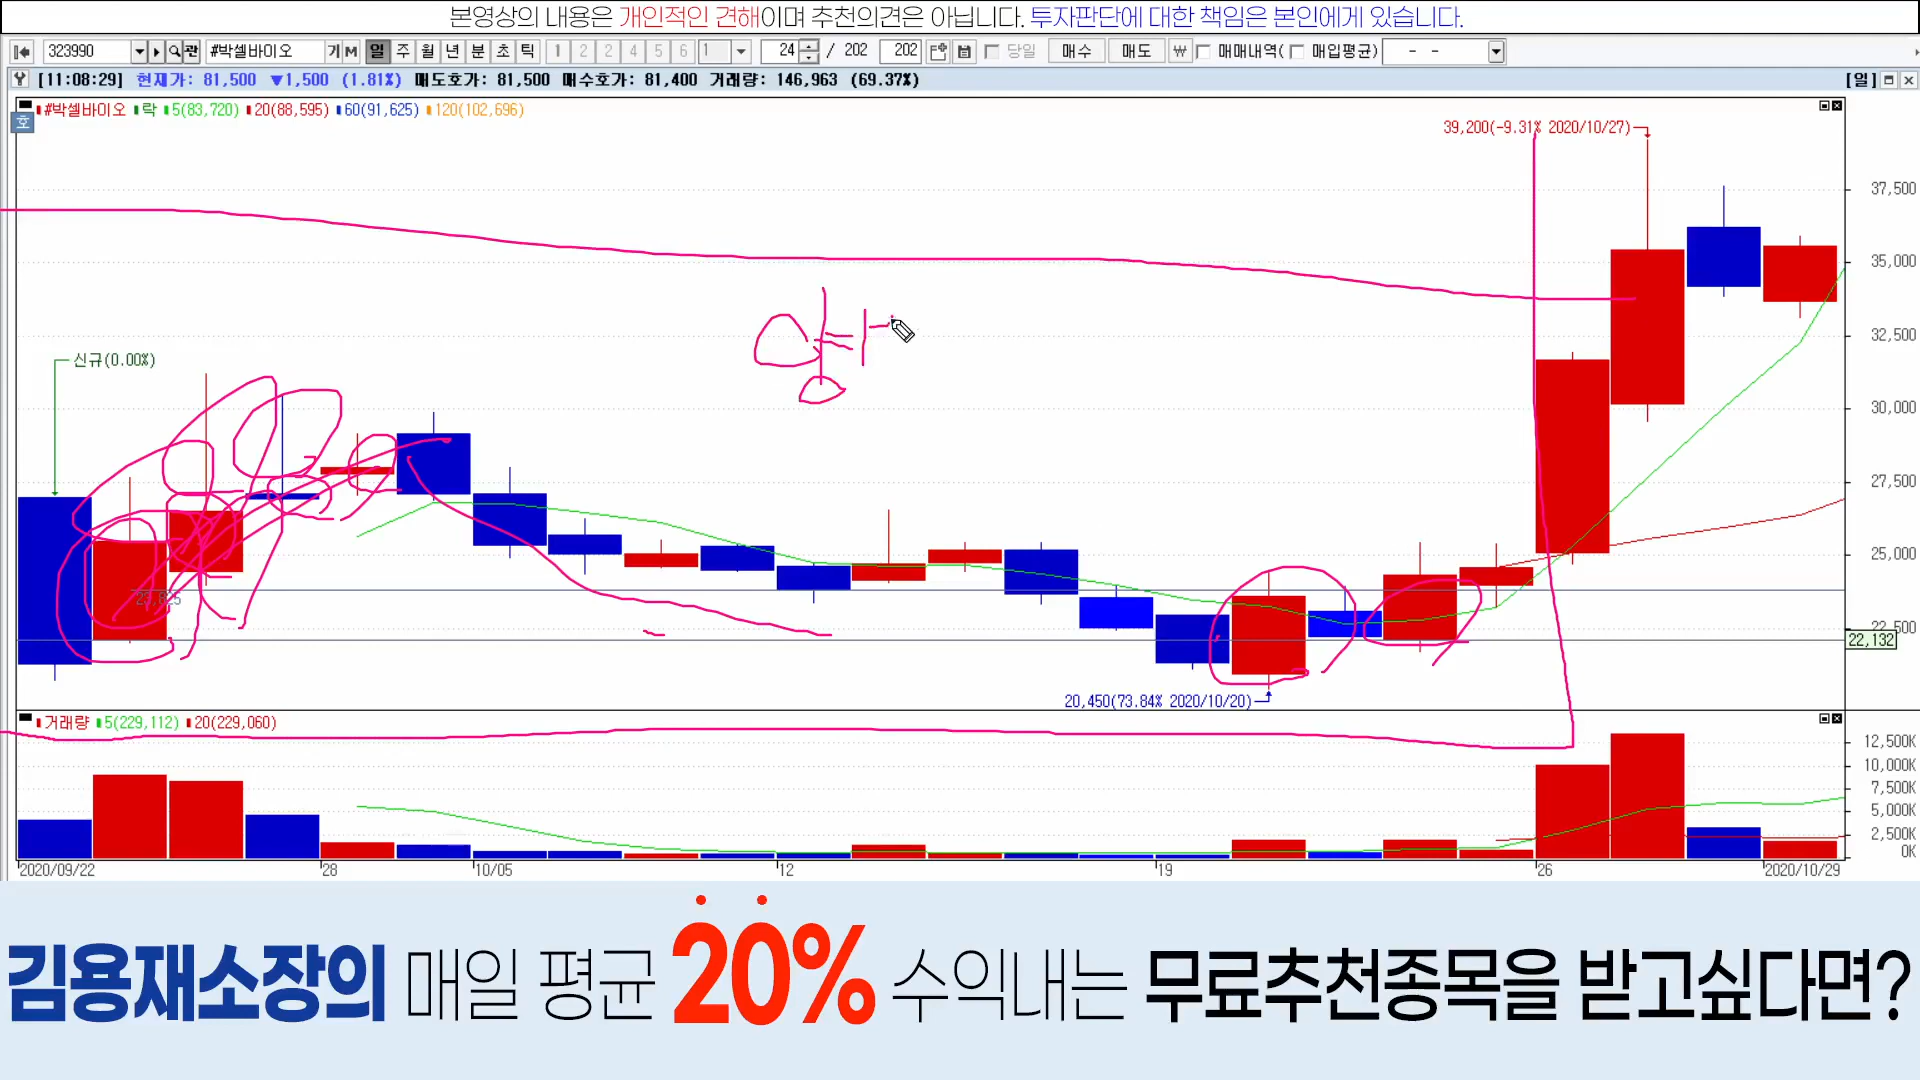 본영상의 내용은 개인적인 견해이며 추천의견은 아닙니다. 투자판단에 대한 책임은 본인에게 있습니다.
323990 관 #박셀바이오 기 M 일 주 월 년 분 초 틱 1 2 2 4 5 6 1 24 / 202 202 당일 매수 매도 ₩ 매매내역( 매입평균) - -
[11:08:29] 현재가: 81,500 ▼1,500 (1.81%) 매도호가: 81,500 매수호가: 81,400 거래량: 146,963 (69.37%) [일]
#박셀바이오 락 5(83,720) 20(88,595) 60(91,625) 120(102,696)
호
39,200(-9.31% 2020/10/27)
37,500
35,000
32,500
신규(0.00%)
30,000
27,500
25,000
22,500
22,132
20,450(73.84% 2020/10/20)
거래량 5(229,112) 20(229,060)
12,500K
10,000K
7,500K
5,000K
2,500K
0K
2020/09/22 28 10/05 12 19 26 2020/10/29
김용재소장의 매일 평균 20% 수익내는 무료추천종목을 받고싶다면?